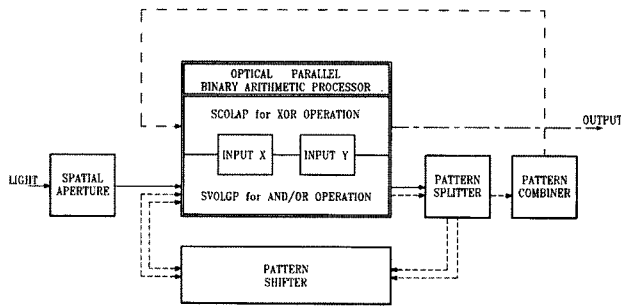 OPTICAL PARALLEL
BINARY ARITHMETIC PROCESSOR
SCOLAP for XOR OPERATION
OUTPUT
INPUT X
INPUT Y
LIGHT
SPATIAL
APERTURE
SVOLGP for AND/OR OPERATION
PATTERN
SPLITTER
PATTERN
COMBINER
PATTERN
SHIFTER